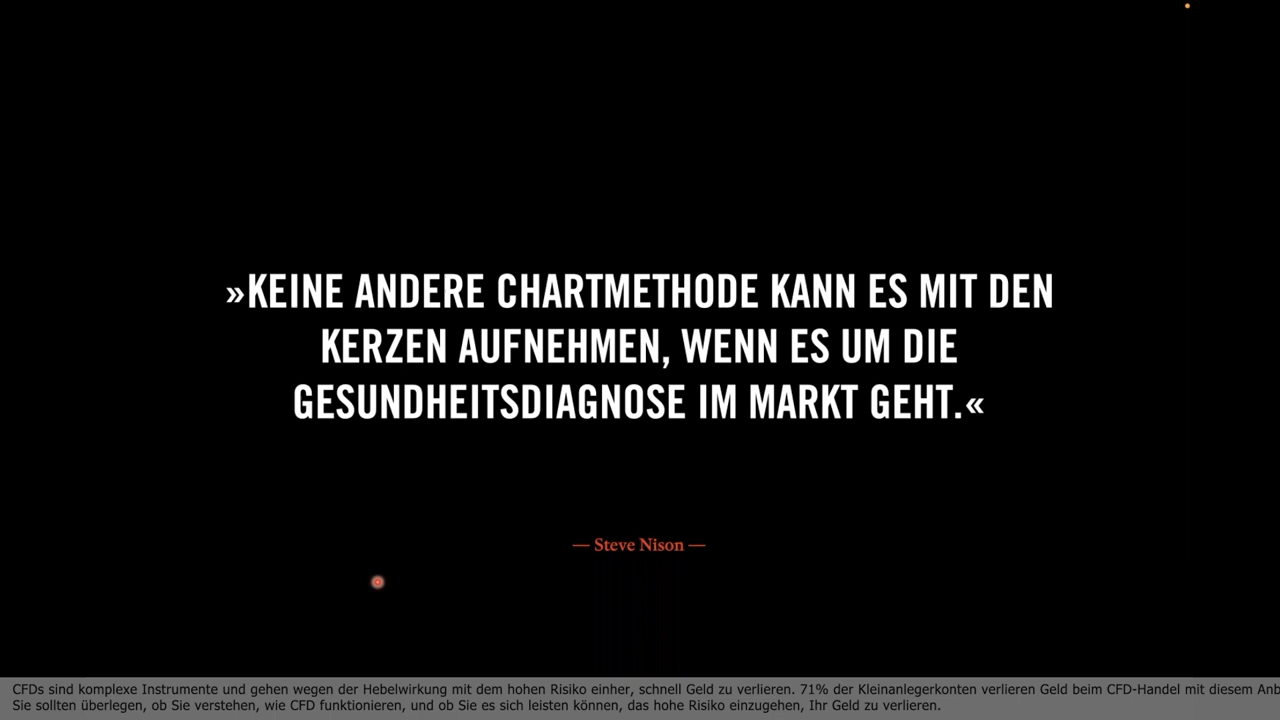 »KEINE ANDERE CHARTMETHODE KANN ES MIT DEN
KERZEN AUFNEHMEN, WENN ES UM DIE
GESUNDHEITSDIAGNOSE IM MARKT GEHT.«
— Steve Nison —
CFDs sind komplexe Instrumente und gehen wegen der Hebelwirkung mit dem hohen Risiko einher, schnell Geld zu verlieren. 71% der Kleinanlegerkonten verlieren Geld beim CFD-Handel mit diesem
Sie sollten überlegen, ob Sie verstehen, wie CFD funktionieren, und ob Sie es sich leisten können, das hohe Risiko einzugehen, Ihr Geld zu verlieren.